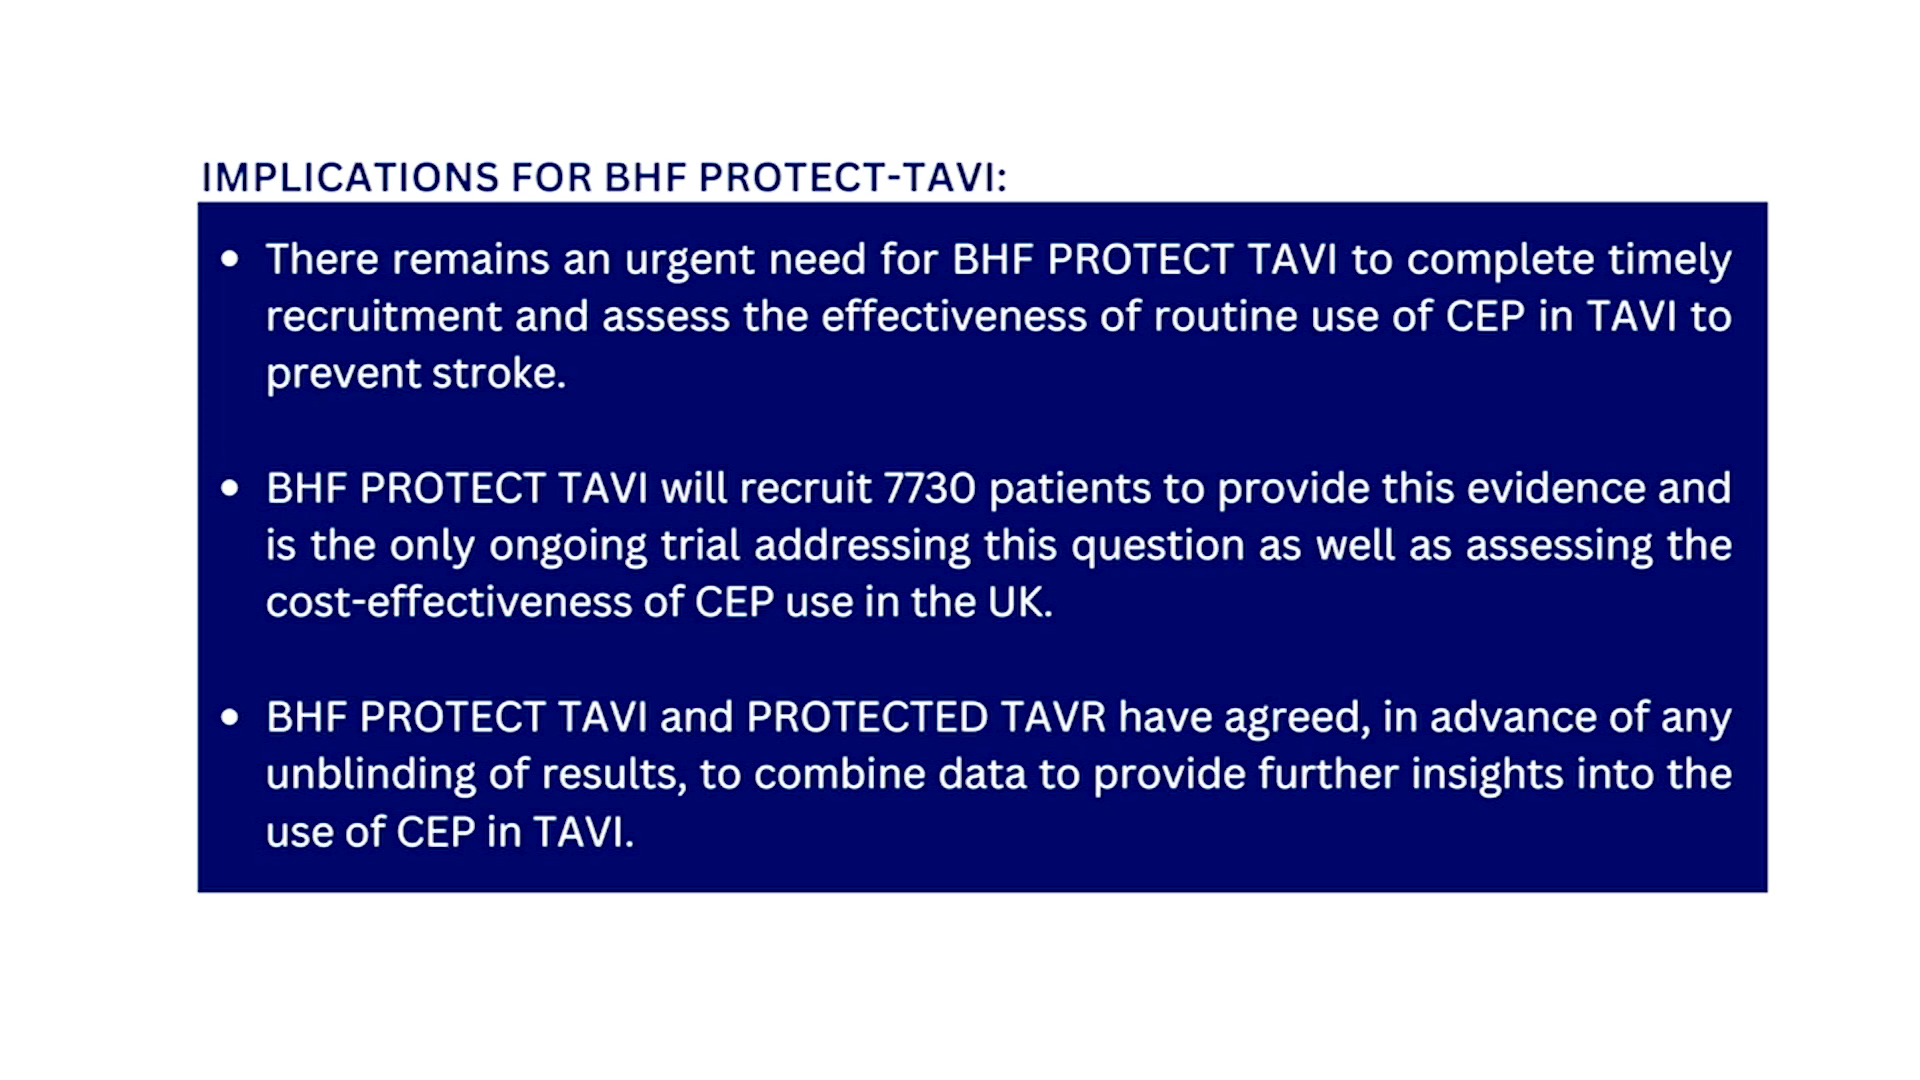 IMPLICATIONS FOR BHF PROTECT-TAVI:
• There remains an urgent need for BHF PROTECT TAVI to complete timely
recruitment and assess the effectiveness of routine use of CEP in TAVI to
prevent stroke.
• BHF PROTECT TAVI will recruit 7730 patients to provide this evidence and
is the only ongoing trial addressing this question as well as assessing the
cost-effectiveness of CEP use in the UK.
• BHF PROTECT TAVI and PROTECTED TAVR have agreed, in advance of any
unblinding of results, to combine data to provide further insights into the
use of CEP in TAVI.